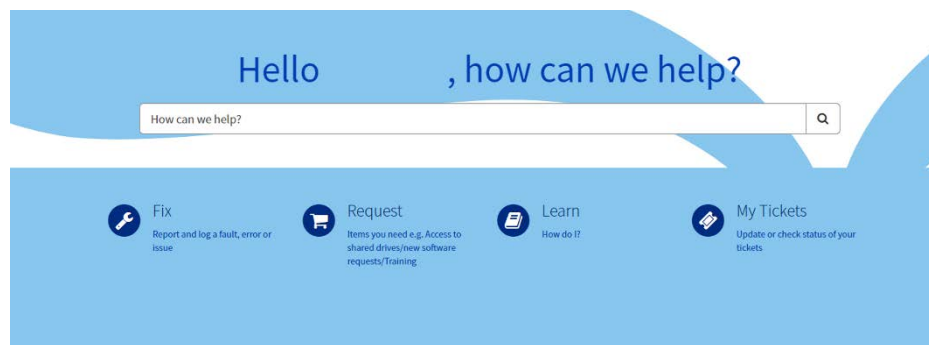 Hello , how can we help?
How can we help?
Fix
Report and log a fault, error or
issue
Request
Items you need e.g. Access to
shared drives/new software
requests/Training
Learn
How do I?
My Tickets
Update or check status of your
tickets